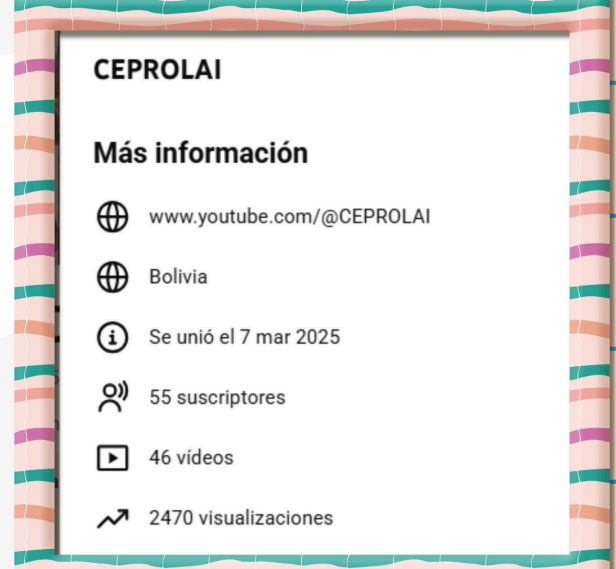 CEPROLAI
Más información
www.youtube.com/@CEPROLAI
Bolivia
Se unió el 7 mar 2025
55 suscriptores
46 vídeos
2470 visualizaciones